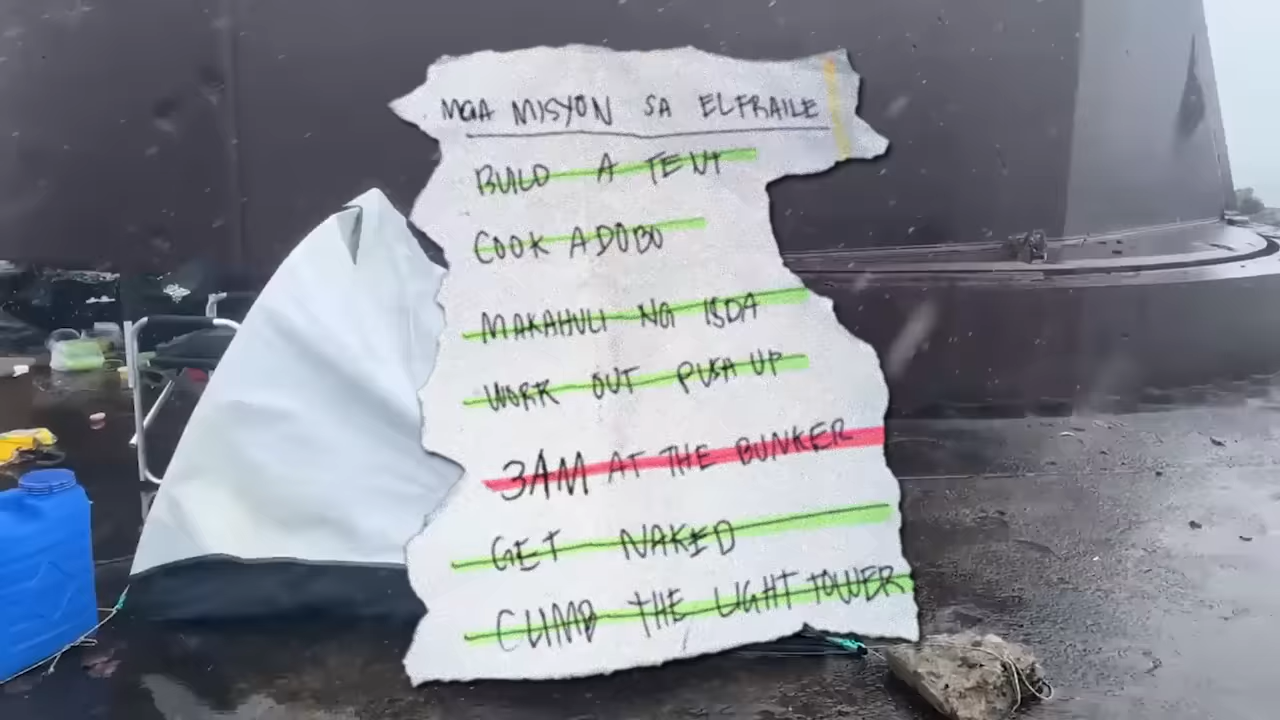 MGA MISYON SA ELFRAILE
BUILD A TENT
COOK ADOBO
MAKAHULI NG ISDA
WORK OUT PUSH UP
3AM AT THE BUNKER
GET NAKED
CLIMB THE LIGHT TOWER